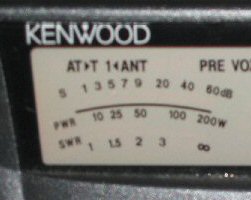 KENWOOD
AT▸T 1◂ANT PRE VO
S 1 3 5 7 9 20 40 60dB
PWR 10 25 50 100 200W
SWR 1 1.5 2 3 ∞